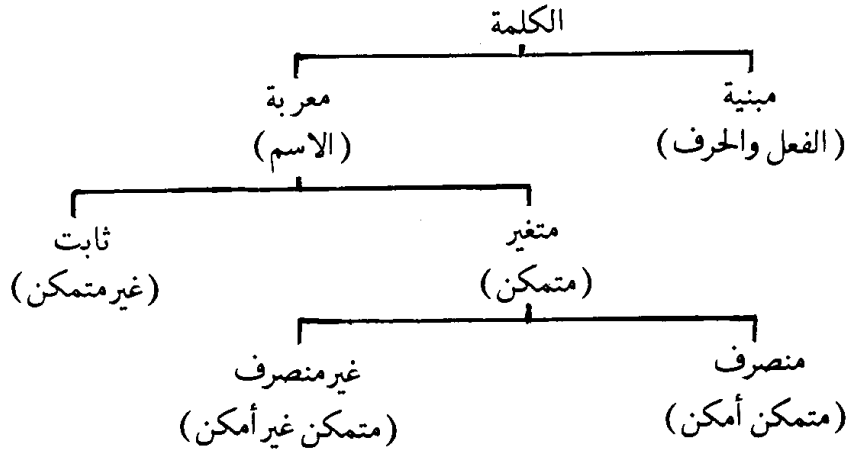 الكلمة
مبنية
معربة
(الفعل والحرف)
(الاسم)
متغير
ثابت
(متمكن)
(غير متمكن)
منصرف
غير منصرف
(متمكن أمكن)
(متمكن غير أمكن)